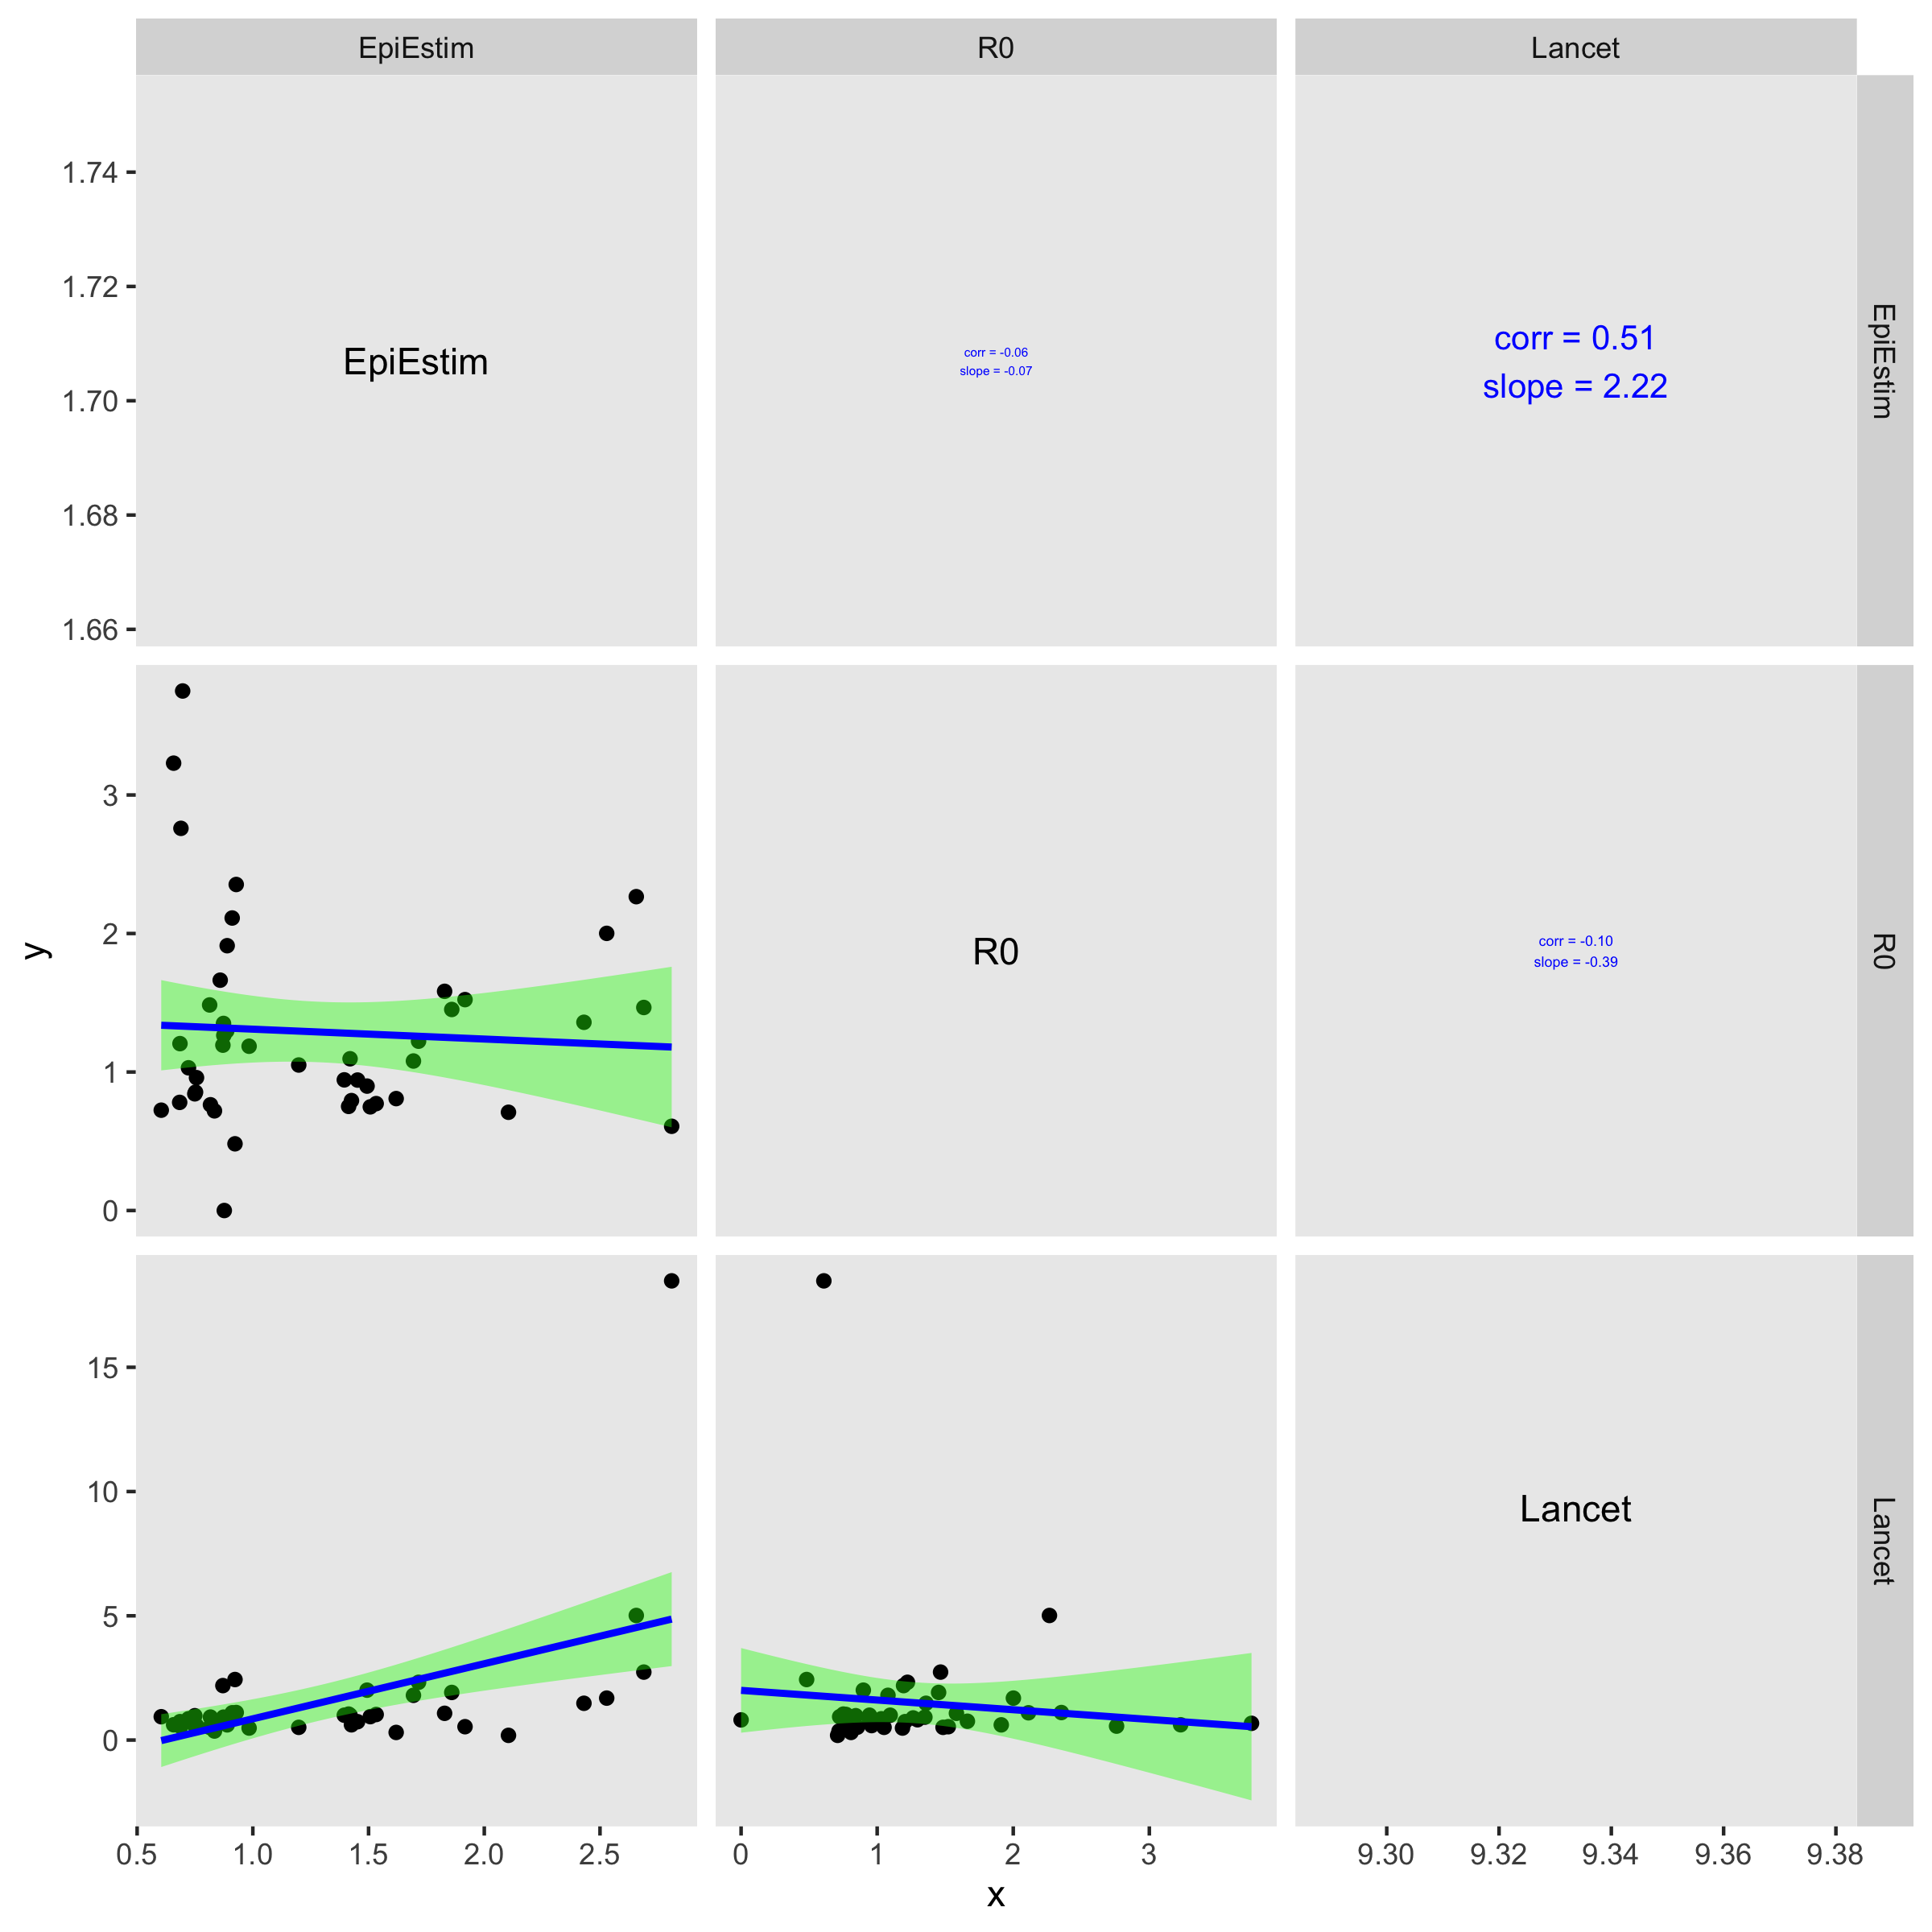 EpiEstim
R0
Lancet
1.74
1.72
1.70
1.68
1.66
EpiEstim
corr = -0.06
slope = -0.07
corr = 0.51
slope = 2.22
EpiEstim
y
3
2
1
0
R0
corr = -0.10
slope = -0.39
R0
15
10
5
0
Lancet
Lancet
0.5 1.0 1.5 2.0 2.5
0 1 2 3
9.30 9.32 9.34 9.36 9.38
x